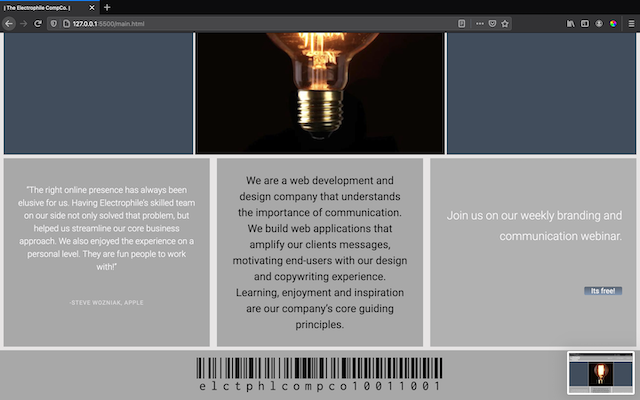 | The Electrophile CompCo. |
127.0.0.1:5500/main.html
"The right online presence has always been
elusive for us. Having Electrophile's skilled team
on our side not only solved that problem, but
helped us streamline our core business
approach. We also enjoyed the experience on a
personal level. They are fun people to work
with!"
-STEVE WOZNIAK, APPLE
We are a web development and
design company that understands
the importance of communication.
We build web applications that
amplify our clients messages,
motivating end-users with our design
and copywriting experience.
Learning, enjoyment and inspiration
are our company's core guiding
principles.
Join us on our weekly branding and
communication webinar.
Its free!
elctphlcompco10011001